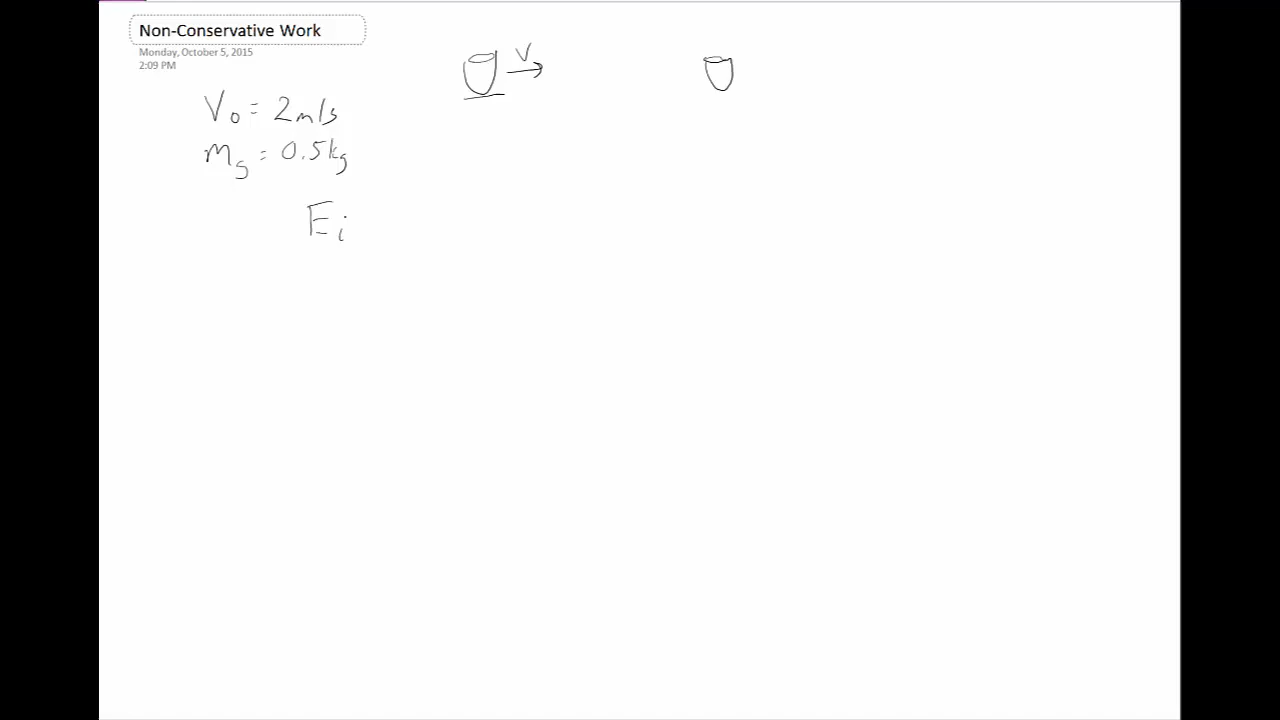 Non-Conservative Work
Monday, October 5, 2015
2:09 PM
V
V₀ = 2m/s
mₛ = 0.5kg
Eᵢ